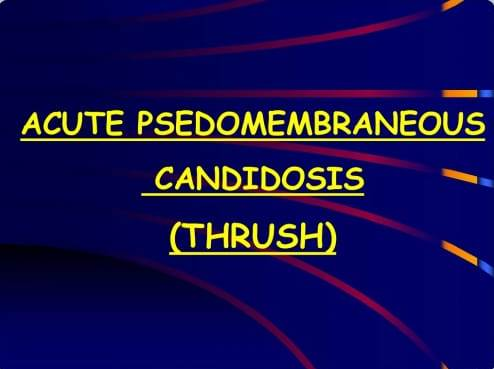 ACUTE PSEDOMEMBRANEOUS
CANDIDOSIS
(THRUSH)